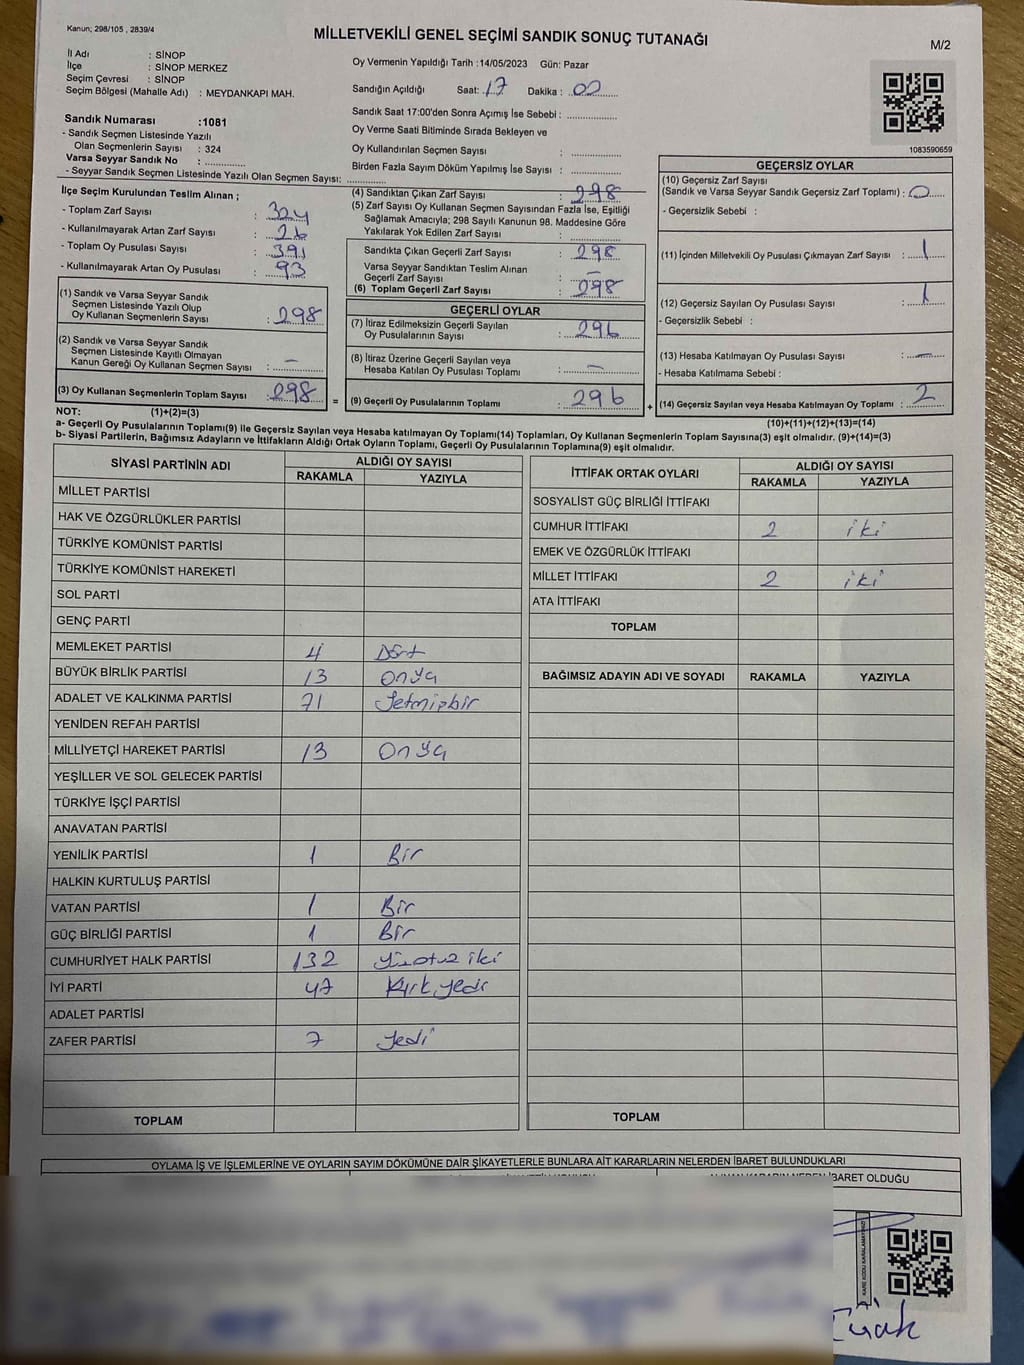 Kanun; 298/105 , 2839/4
MİLLETVEKİLİ GENEL SEÇİMİ SANDIK SONUÇ TUTANAĞI
M/2
İl Adı : SİNOP
İlçe : SİNOP MERKEZ
Seçim Çevresi : SİNOP
Seçim Bölgesi (Mahalle Adı) : MEYDANKAPI MAH.
Oy Vermenin Yapıldığı Tarih :14/05/2023 Gün: Pazar
Sandığın Açıldığı Saat: 17 Dakika : 00
Sandık Saat 17:00'den Sonra Açımış İse Sebebi :
Oy Verme Saati Bitiminde Sırada Bekleyen ve
Oy Kullandırılan Seçmen Sayısı :
Birden Fazla Sayım Döküm Yapılmış İse Sayısı :
1083590659
Sandık Numarası :1081
- Sandık Seçmen Listesinde Yazılı
Olan Seçmenlerin Sayısı : 324
Varsa Seyyar Sandık No :
- Seyyar Sandık Seçmen Listesinde Yazılı Olan Seçmen Sayısı:
İlçe Seçim Kurulundan Teslim Alınan ;
- Toplam Zarf Sayısı : 324
- Kullanılmayarak Artan Zarf Sayısı : 26
- Toplam Oy Pusulası Sayısı : 391
- Kullanılmayarak Artan Oy Pusulası : 93
(1) Sandık ve Varsa Seyyar Sandık
Seçmen Listesinde Yazılı Olup
Oy Kullanan Seçmenlerin Sayısı : 298
(2) Sandık ve Varsa Seyyar Sandık
Seçmen Listesinde Kayıtlı Olmayan
Kanun Gereği Oy Kullanan Seçmen Sayısı : –
(3) Oy Kullanan Seçmenlerin Toplam Sayısı : 298
(4) Sandıktan Çıkan Zarf Sayısı : 298
(5) Zarf Sayısı Oy Kullanan Seçmen Sayısından Fazla İse, Eşitliği
Sağlamak Amacıyla; 298 Sayılı Kanunun 98. Maddesine Göre
Yakılarak Yok Edilen Zarf Sayısı :
Sandıkta Çıkan Geçerli Zarf Sayısı : 298
Varsa Seyyar Sandıktan Teslim Alınan
Geçerli Zarf Sayısı : –
(6) Toplam Geçerli Zarf Sayısı : 298
GEÇERLİ OYLAR
(7) İtiraz Edilmeksizin Geçerli Sayılan
Oy Pusulalarının Sayısı : 296
(8) İtiraz Üzerine Geçerli Sayılan veya
Hesaba Katılan Oy Pusulası Toplamı : –
= (9) Geçerli Oy Pusulalarının Toplamı : 296
GEÇERSİZ OYLAR
(10) Geçersiz Zarf Sayısı
(Sandık ve Varsa Seyyar Sandık Geçersiz Zarf Toplamı) : 0
- Geçersizlik Sebebi :
(11) İçinden Milletvekili Oy Pusulası Çıkmayan Zarf Sayısı : 1
(12) Geçersiz Sayılan Oy Pusulası Sayısı : 1
- Geçersizlik Sebebi :
(13) Hesaba Katılmayan Oy Pusulası Sayısı : –
- Hesaba Katılmama Sebebi :
+ (14) Geçersiz Sayılan veya Hesaba Katılmayan Oy Toplamı : 2
NOT: (1)+(2)=(3)
(10)+(11)+(12)+(13)=(14)
a- Geçerli Oy Pusulalarının Toplamı(9) ile Geçersiz Sayılan veya Hesaba katılmayan Oy Toplamı(14) Toplamları, Oy Kullanan Seçmenlerin Toplam Sayısına(3) eşit olmalıdır. (9)+(14)=(3)
b- Siyasi Partilerin, Bağımsız Adayların ve İttifakların Aldığı Ortak Oyların Toplamı, Geçerli Oy Pusulalarının Toplamına(9) eşit olmalıdır.
SİYASİ PARTİNİN ADI ALDIĞI OY SAYISI
RAKAMLA YAZIYLA
MİLLET PARTİSİ
HAK VE ÖZGÜRLÜKLER PARTİSİ
TÜRKİYE KOMÜNİST PARTİSİ
TÜRKİYE KOMÜNİST HAREKETİ
SOL PARTİ
GENÇ PARTİ
MEMLEKET PARTİSİ 4 Dört
BÜYÜK BİRLİK PARTİSİ 13 Onüç
ADALET VE KALKINMA PARTİSİ 71 Yetmişbir
YENİDEN REFAH PARTİSİ
MİLLİYETÇİ HAREKET PARTİSİ 13 Onüç
YEŞİLLER VE SOL GELECEK PARTİSİ
TÜRKİYE İŞÇİ PARTİSİ
ANAVATAN PARTİSİ
YENİLİK PARTİSİ 1 Bir
HALKIN KURTULUŞ PARTİSİ
VATAN PARTİSİ 1 Bir
GÜÇ BİRLİĞİ PARTİSİ 1 Bir
CUMHURİYET HALK PARTİSİ 132 Yüzotuz iki
İYİ PARTİ 47 Kırk yedi
ADALET PARTİSİ
ZAFER PARTİSİ 7 Yedi
TOPLAM
İTTİFAK ORTAK OYLARI ALDIĞI OY SAYISI
RAKAMLA YAZIYLA
SOSYALİST GÜÇ BİRLİĞİ İTTİFAKI
CUMHUR İTTİFAKI 2 iki
EMEK VE ÖZGÜRLÜK İTTİFAKI
MİLLET İTTİFAKI 2 iki
ATA İTTİFAKI
TOPLAM
BAĞIMSIZ ADAYIN ADI VE SOYADI RAKAMLA YAZIYLA
TOPLAM
OYLAMA İŞ VE İŞLEMLERİNE VE OYLARIN SAYIM DÖKÜMÜNE DAİR ŞİKAYETLERLE BUNLARA AİT KARARLARIN NELERDEN İBARET BULUNDUKLARI
İBARET OLDUĞU
KARE KODU KARALAMAYINIZ!